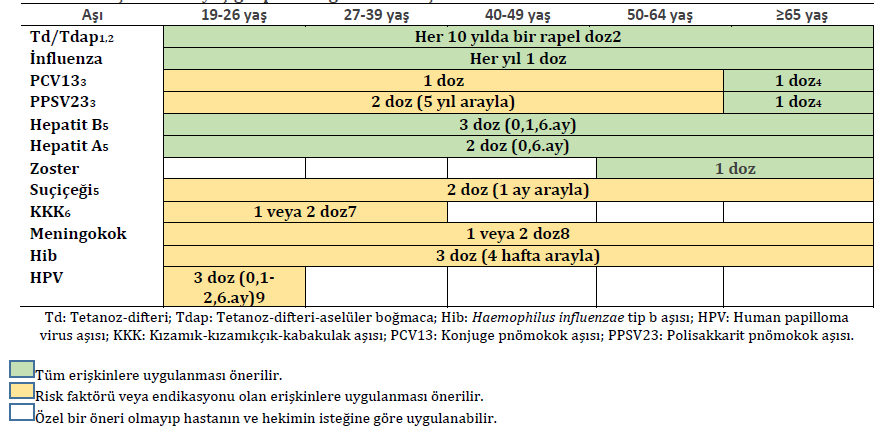 Aşı 19-26 yaş 27-39 yaş 40-49 yaş 50-64 yaş ≥65 yaş
Td/Tdap1,2 Her 10 yılda bir rapel doz2
İnfluenza Her yıl 1 doz
PCV133 1 doz 1 doz4
PPSV233 2 doz (5 yıl arayla) 1 doz4
Hepatit B5 3 doz (0,1,6.ay)
Hepatit A5 2 doz (0,6.ay)
Zoster 1 doz
Suçiçeği5 2 doz (1 ay arayla)
KKK6 1 veya 2 doz7
Meningokok 1 veya 2 doz8
Hib 3 doz (4 hafta arayla)
HPV 3 doz (0,1-
2,6.ay)9
Td: Tetanoz-difteri; Tdap: Tetanoz-difteri-aselüler boğmaca; Hib: Haemophilus influenzae tip b aşısı; HPV: Human papilloma
virus aşısı; KKK: Kızamık-kızamıkçık-kabakulak aşısı; PCV13: Konjuge pnömokok aşısı; PPSV23: Polisakkarit pnömokok aşısı.
Tüm erişkinlere uygulanması önerilir.
Risk faktörü veya endikasyonu olan erişkinlere uygulanması önerilir.
Özel bir öneri olmayıp hastanın ve hekimin isteğine göre uygulanabilir.